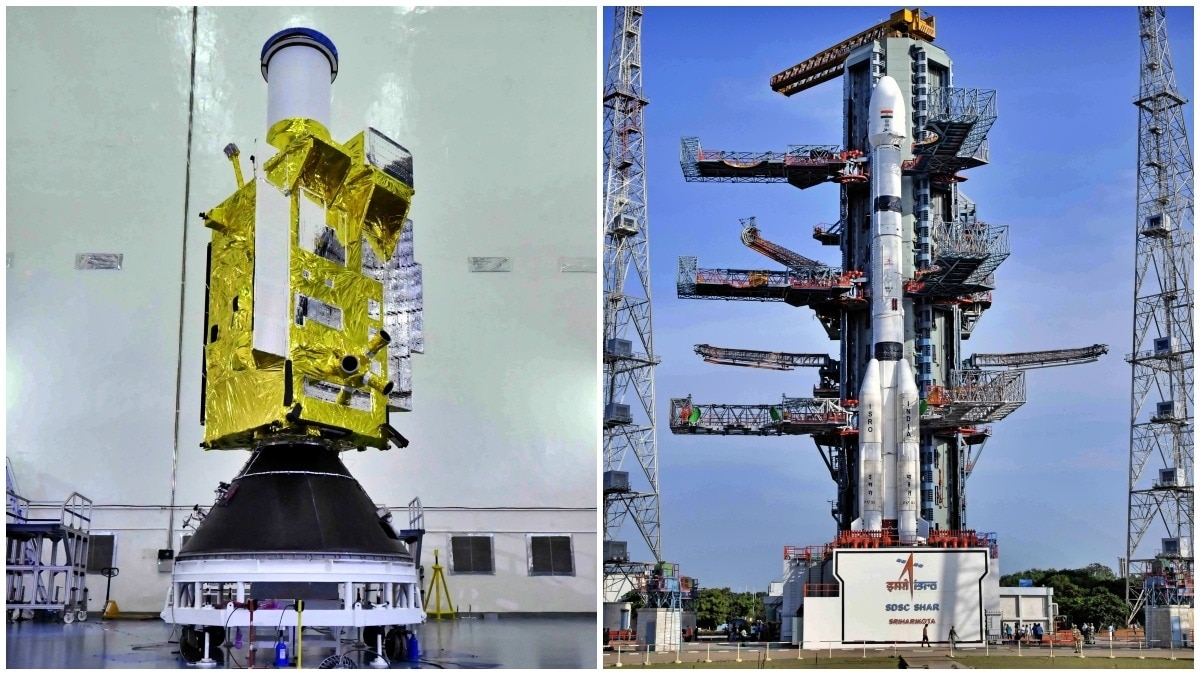 ISRO
INDIA
इसरो isro
SDSC SHAR
SRIHARIKOTA